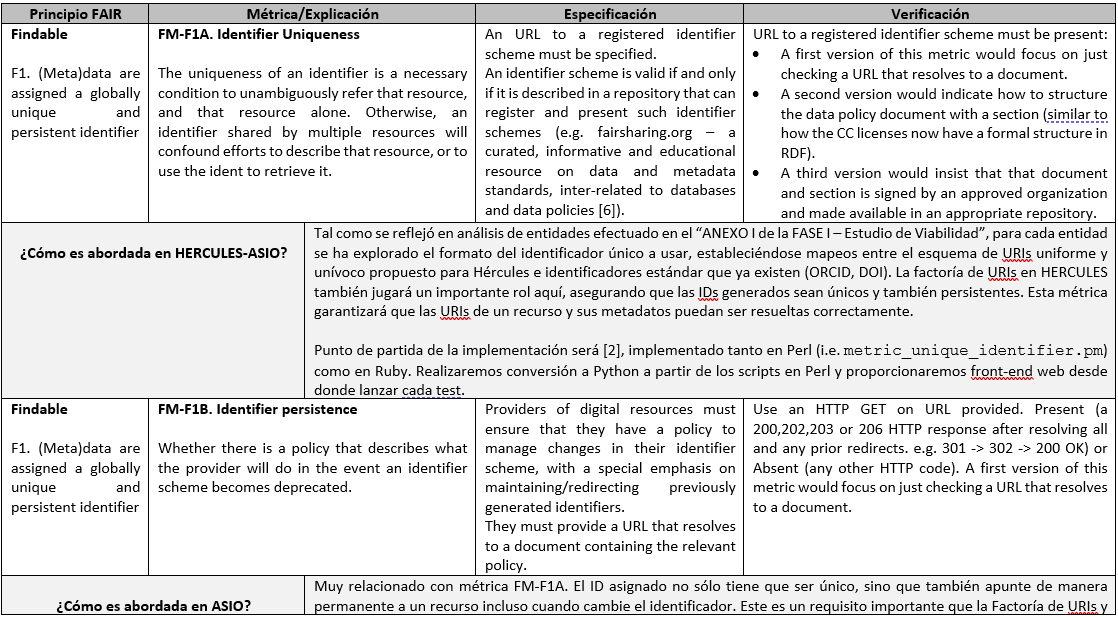 Principio FAIR
Métrica/Explicación
Especificación
Verificación
Findable
F1. (Meta)data are
assigned a globally
unique and
persistent identifier
FM-F1A. Identifier Uniqueness
The uniqueness of an identifier is a necessary
condition to unambiguously refer that resource,
and that resource alone. Otherwise, an
identifier shared by multiple resources will
confound efforts to describe that resource, or to
use the ident to retrieve it.
An URL to a registered identifier
scheme must be specified.
An identifier scheme is valid if and only
if it is described in a repository that can
register and present such identifier
schemes (e.g. fairsharing.org – a
curated, informative and educational
resource on data and metadata
standards, inter-related to databases
and data policies [6]).
URL to a registered identifier scheme must be present:
• A first version of this metric would focus on just
checking a URL that resolves to a document.
• A second version would indicate how to structure
the data policy document with a section (similar to
how the CC licenses now have a formal structure in
RDF).
• A third version would insist that that document
and section is signed by an approved organization
and made available in an appropriate repository.
¿Cómo es abordada en HERCULES-ASIO?
Tal como se reflejó en análisis de entidades efectuado en el “ANEXO I de la FASE I – Estudio de Viabilidad”, para cada entidad
se ha explorado el formato del identificador único a usar, estableciéndose mapeos entre el esquema de URIs uniforme y
unívoco propuesto para Hércules e identificadores estándar que ya existen (ORCID, DOI). La factoría de URIs en HERCULES
también jugará un importante rol aquí, asegurando que las IDs generados sean únicos y también persistentes. Esta métrica
garantizará que las URIs de un recurso y sus metadatos puedan ser resueltas correctamente.
Punto de partida de la implementación será [2], implementado tanto en Perl (i.e. metric_unique_identifier.pm)
como en Ruby. Realizaremos conversión a Python a partir de los scripts en Perl y proporcionaremos front-end web desde
donde lanzar cada test.
Findable
F1. (Meta)data are
assigned a globally
unique and
persistent identifier
FM-F1B. Identifier persistence
Whether there is a policy that describes what
the provider will do in the event an identifier
scheme becomes deprecated.
Providers of digital resources must
ensure that they have a policy to
manage changes in their identifier
scheme, with a special emphasis on
maintaining/redirecting previously
generated identifiers.
They must provide a URL that resolves
to a document containing the relevant
policy.
Use an HTTP GET on URL provided. Present (a
200,202,203 or 206 HTTP response after resolving all
and any prior redirects. e.g. 301 -> 302 -> 200 OK) or
Absent (any other HTTP code). A first version of this
metric would focus on just checking a URL that resolves
to a document.
¿Cómo es abordada en ASIO?
Muy relacionado con métrica FM-F1A. El ID asignado no sólo tiene que ser único, sino que también apunte de manera
permanente a un recurso incluso cuando cambie el identificador. Este es un requisito importante que la Factoría de URIs y